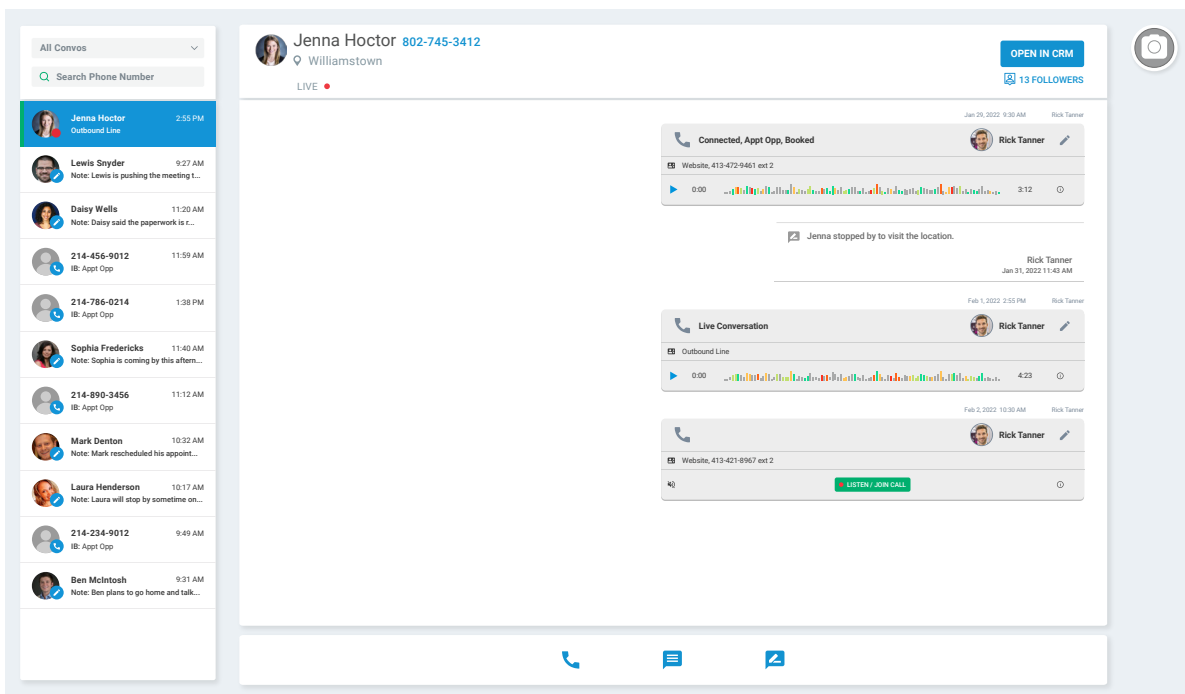 All Convos
Search Phone Number
Jenna Hoctor 2:55 PM
Outbound Line
Lewis Snyder 9:27 AM
Note: Lewis is pushing the meeting t...
Daisy Wells 11:20 AM
Note: Daisy said the paperwork is r...
214-456-9012 11:59 AM
IB: Appt Opp
214-786-0214 1:38 PM
IB: Appt Opp
Sophia Fredericks 11:40 AM
Note: Sophia is coming by this aftern...
214-890-3456 11:12 AM
IB: Appt Opp
Mark Denton 10:32 AM
Note: Mark rescheduled his appoint...
Laura Henderson 10:17 AM
Note: Laura will stop by sometime on...
214-234-9012 9:49 AM
IB: Appt Opp
Ben McIntosh 9:31 AM
Note: Ben plans to go home and talk...
Jenna Hoctor 802-745-3412
Williamstown
LIVE
OPEN IN CRM
13 FOLLOWERS
Jan 29, 2022 9:30 AM Rick Tanner
Connected, Appt Opp, Booked Rick Tanner
Website, 413-472-9461 ext 2
0:00 3:12
Jenna stopped by to visit the location.
Rick Tanner
Jan 31, 2022 11:43 AM
Feb 1, 2022 2:55 PM Rick Tanner
Live Conversation Rick Tanner
Outbound Line
0:00 4:23
Feb 2, 2022 10:30 AM Rick Tanner
Rick Tanner
Website, 413-421-8967 ext 2
LISTEN / JOIN CALL